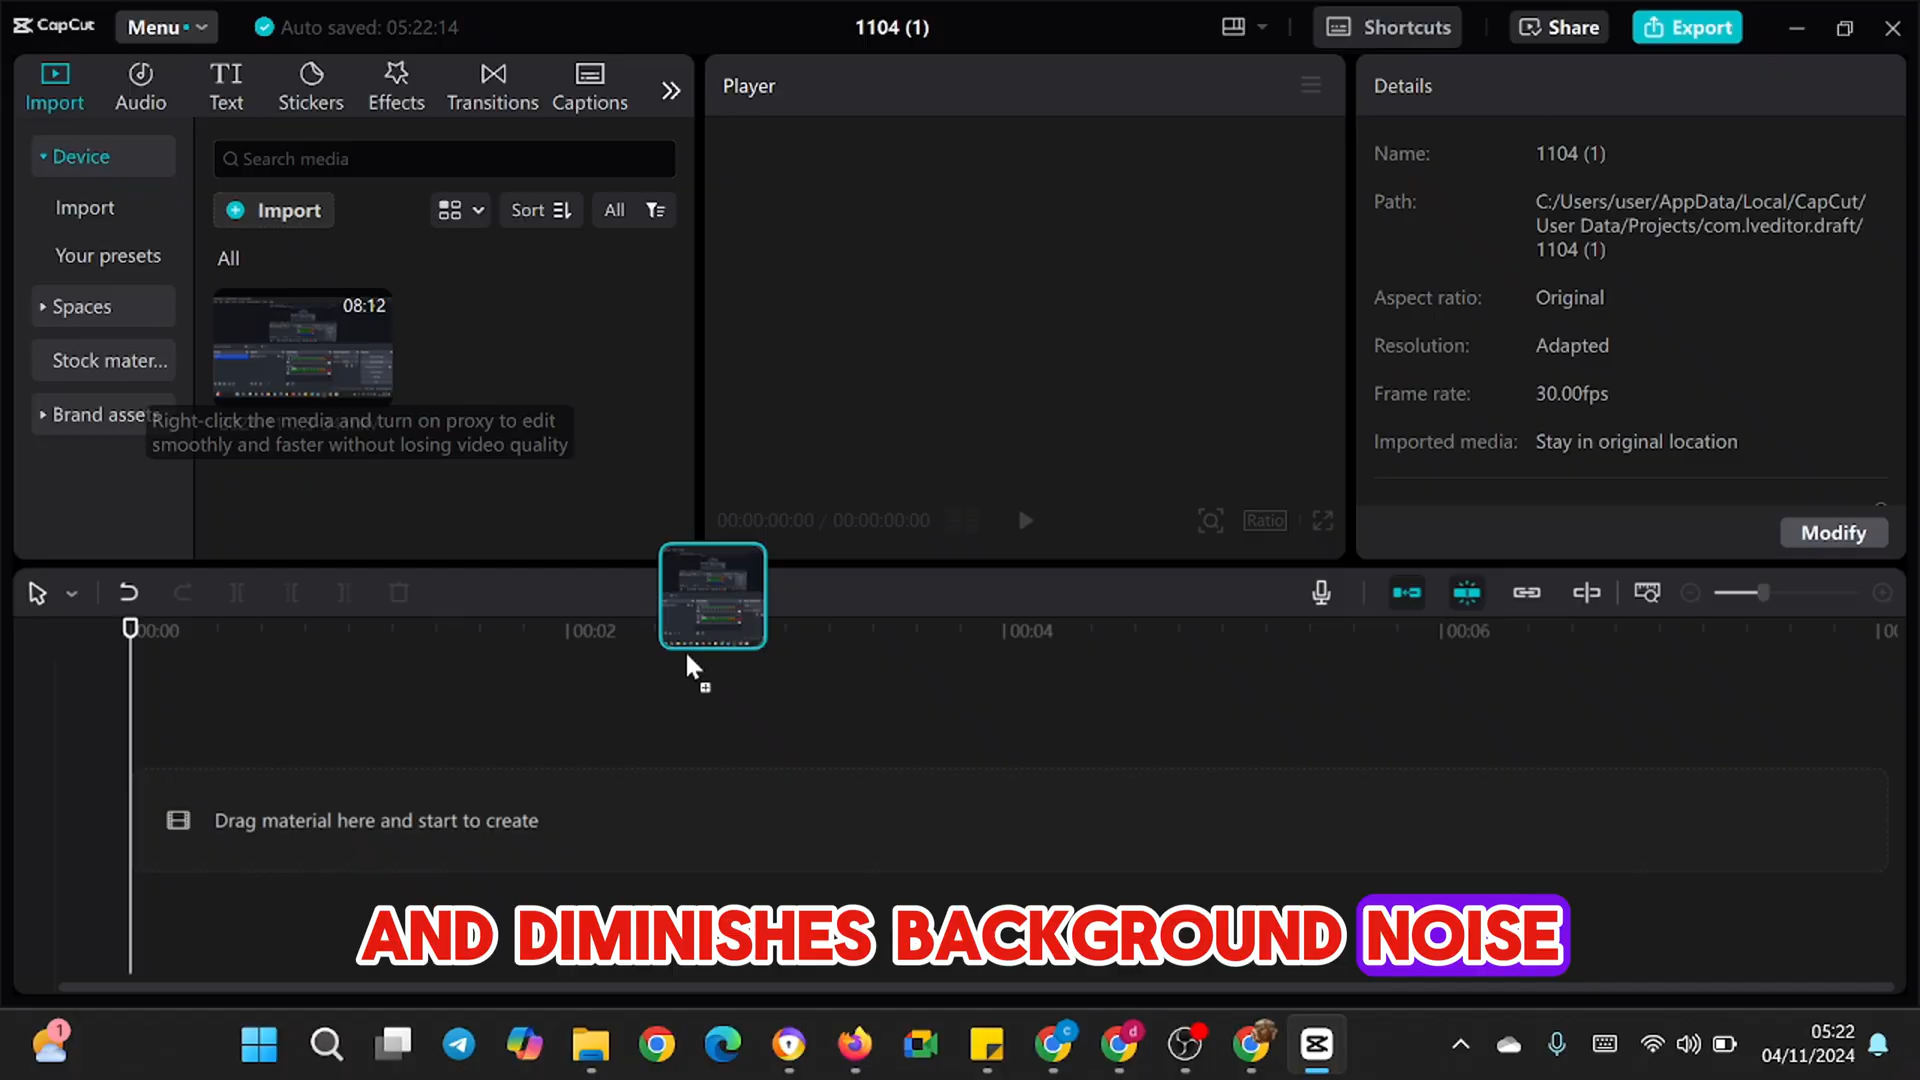 CapCut
Menu
Auto saved: 05:22:14
1104 (1)
Shortcuts
Share
Export
Import
Audio
TI
Text
Stickers
Effects
Transitions
Captions
Player
Details
Device
Search media
Name:
1104 (1)
Import
Import
Sort
All
Path:
C:/Users/user/AppData/Local/CapCut/
User Data/Projects/com.lveditor.draft/
1104 (1)
Your presets
All
Spaces
08:12
Aspect ratio:
Original
Stock mater...
Resolution:
Adapted
Frame rate:
30.00fps
Brand asset
Right-click the media and turn on proxy to edit
smoothly and faster without losing video quality
Imported media:
Stay in original location
00:00:00:00 / 00:00:00:00
Ratio
Modify
00:00
00:02
00:04
00:06
Drag material here and start to create
AND DIMINISHES BACKGROUND NOISE
1
c
d
05:22
04/11/2024